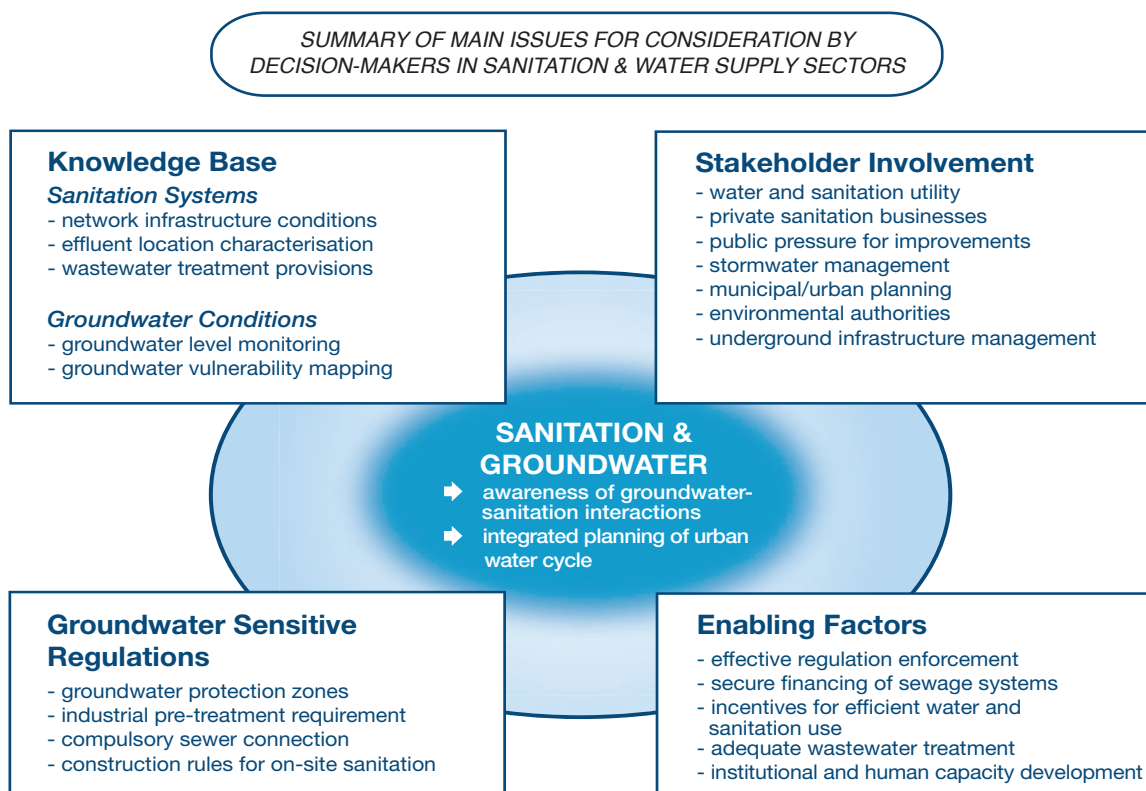 SUMMARY OF MAIN ISSUES FOR CONSIDERATION BY
DECISION-MAKERS IN SANITATION & WATER SUPPLY SECTORS
Knowledge Base
Sanitation Systems
- network infrastructure conditions
- effluent location characterisation
- wastewater treatment provisions
Groundwater Conditions
- groundwater level monitoring
- groundwater vulnerability mapping
Stakeholder Involvement
- water and sanitation utility
- private sanitation businesses
- public pressure for improvements
- stormwater management
- municipal/urban planning
- environmental authorities
- underground infrastructure management
SANITATION &
GROUNDWATER
awareness of groundwater-
sanitation interactions
integrated planning of urban
water cycle
Groundwater Sensitive
Regulations
- groundwater protection zones
- industrial pre-treatment requirement
- compulsory sewer connection
- construction rules for on-site sanitation
Enabling Factors
- effective regulation enforcement
- secure financing of sewage systems
- incentives for efficient water and
sanitation use
- adequate wastewater treatment
- institutional and human capacity development